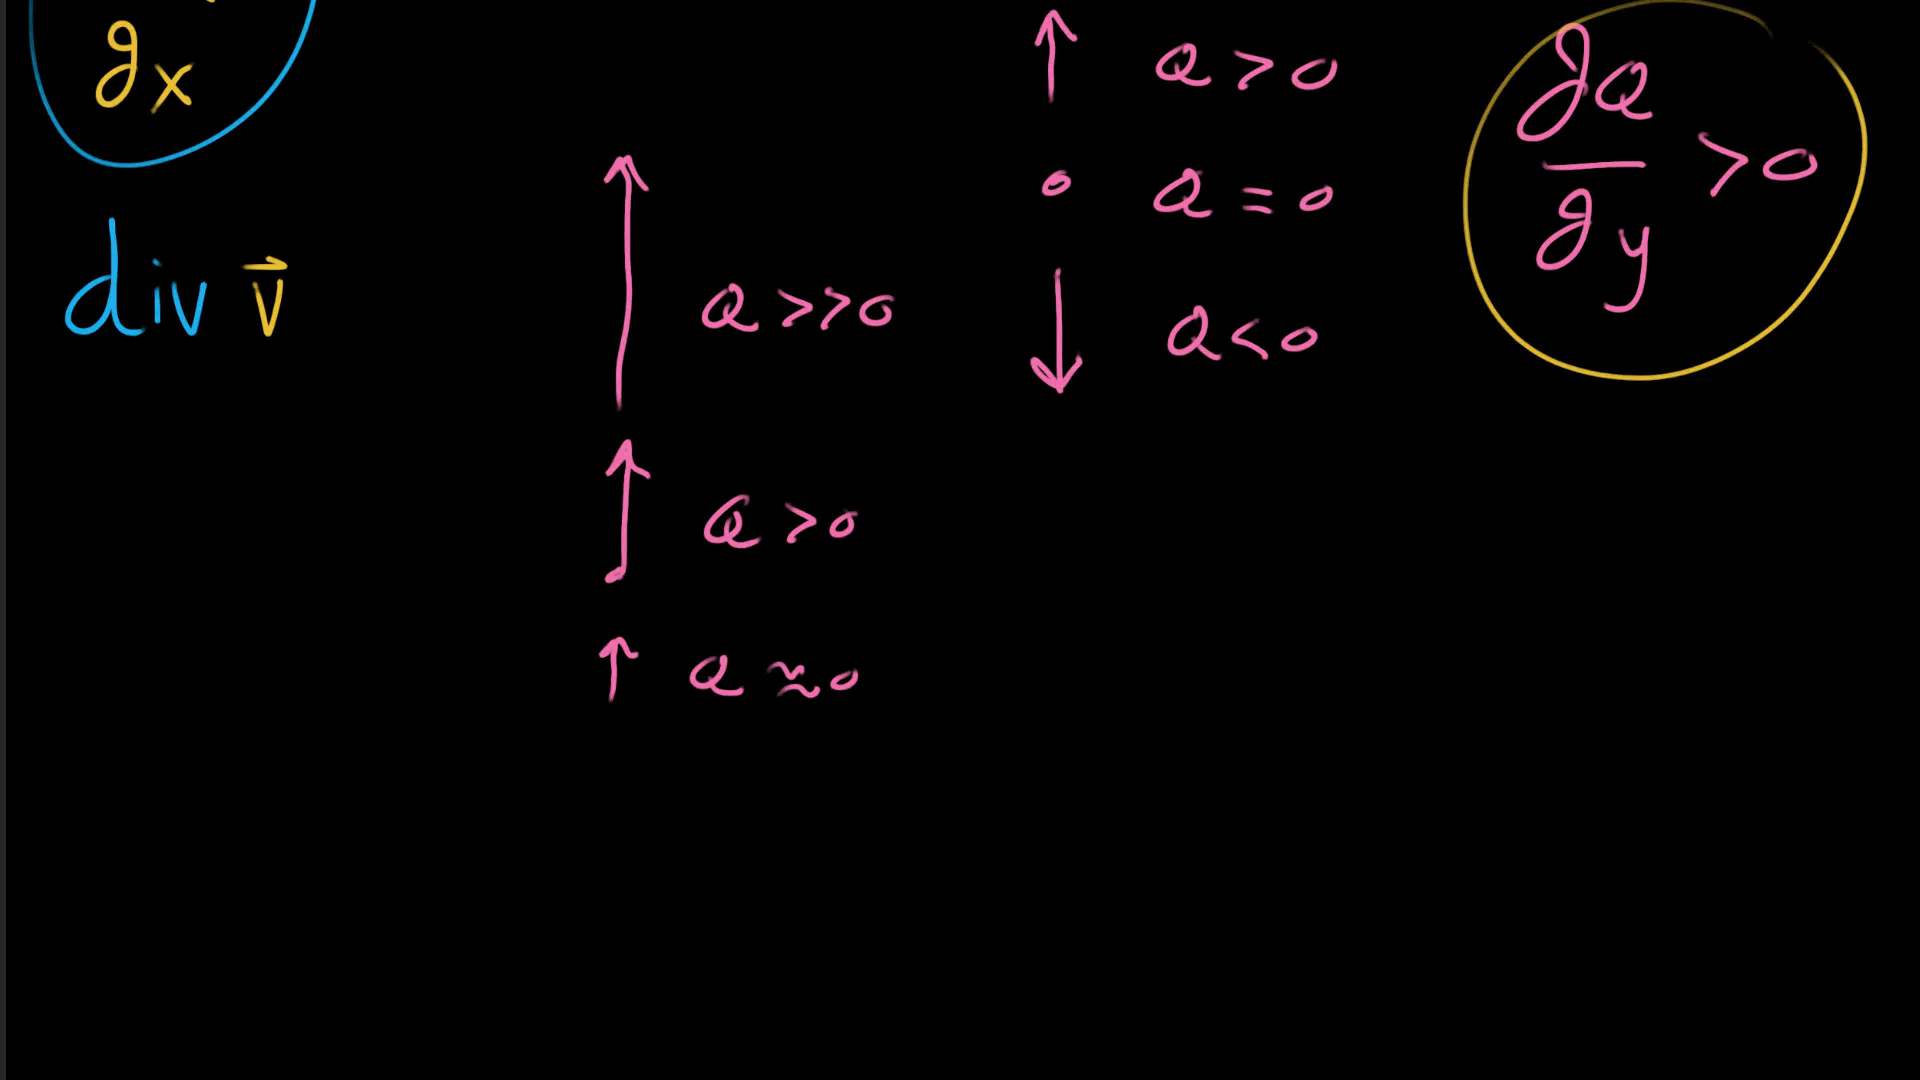 ∂x
Q > 0
∂Q
Q = 0
> 0
∂y
div v⃗
Q >> 0
Q < 0
Q > 0
Q ≈ 0